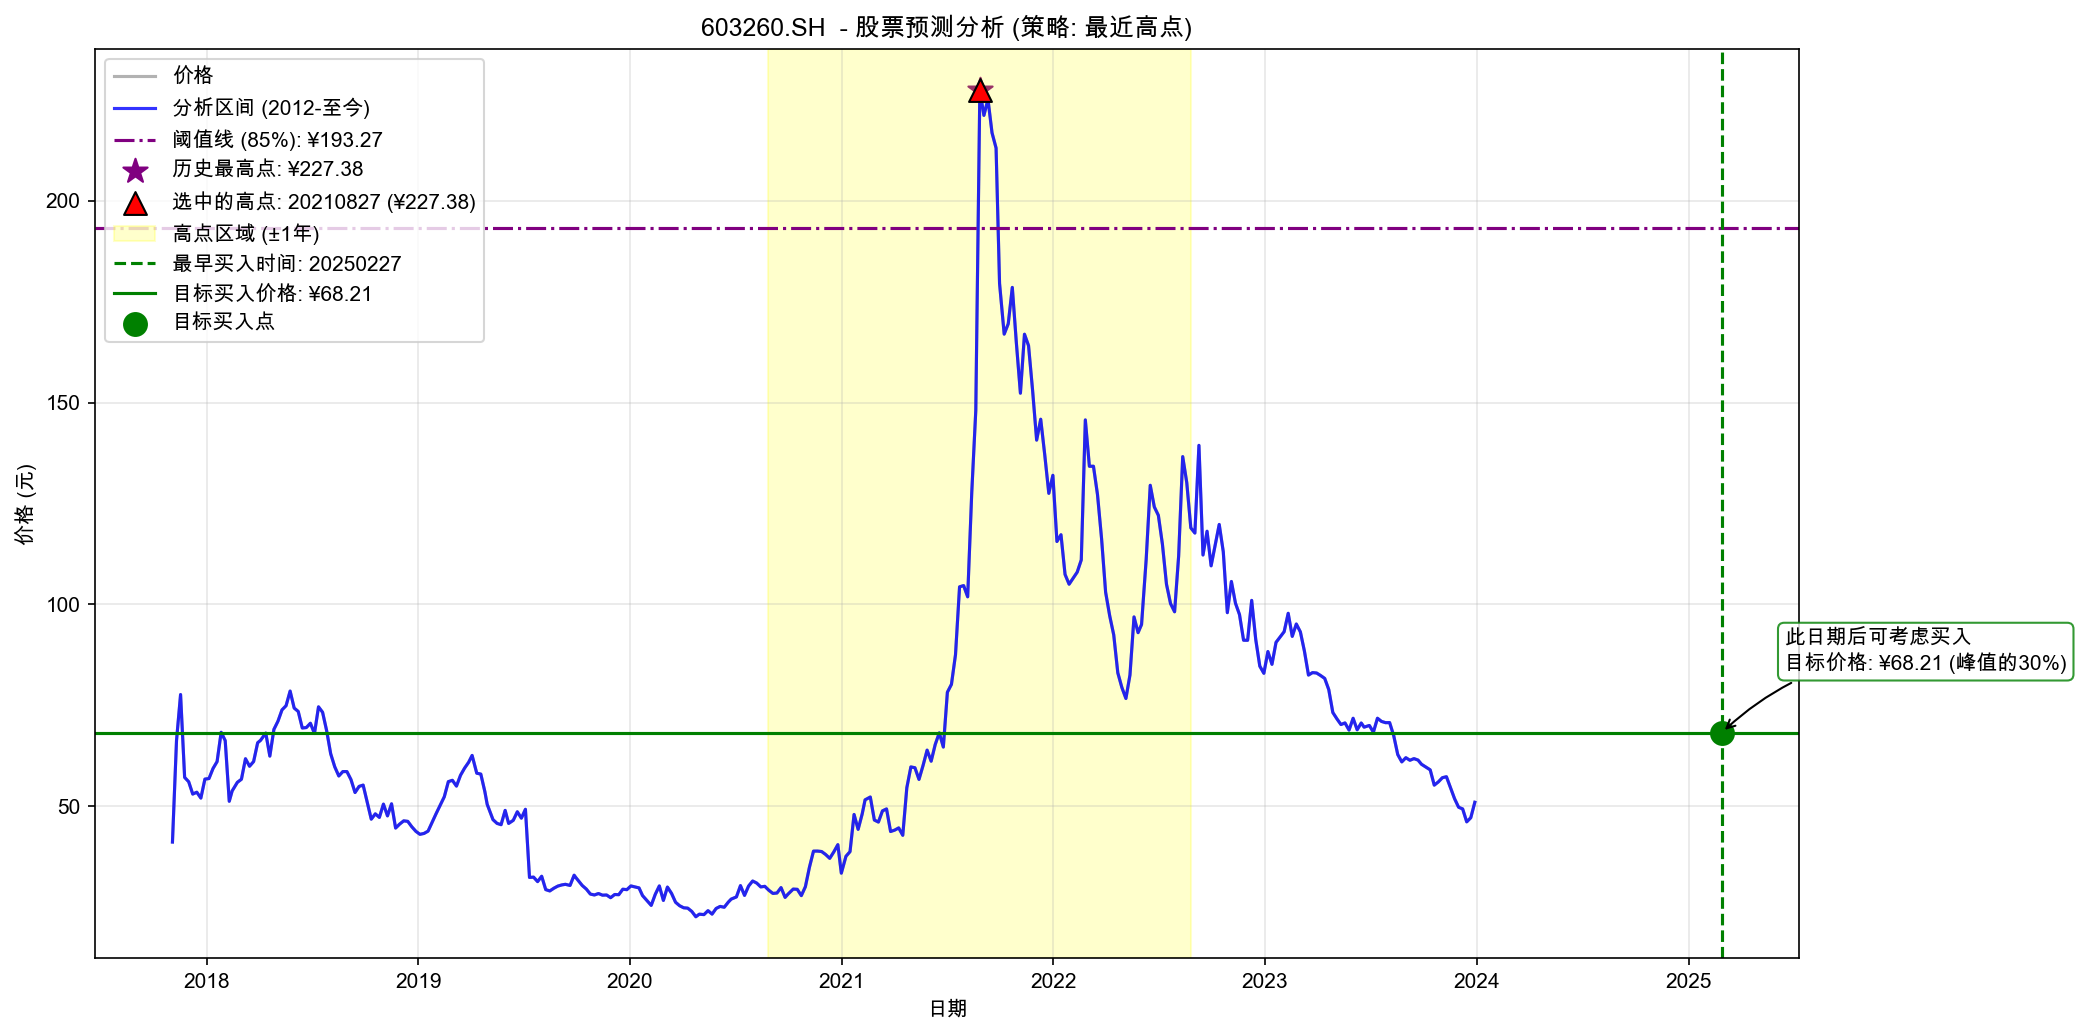 603260.SH - 股票预测分析 (策略: 最近高点)
价格
分析区间 (2012-至今)
阈值线 (85%): ¥193.27
历史最高点: ¥227.38
选中的高点: 20210827 (¥227.38)
高点区域 (±1年)
最早买入时间: 20250227
目标买入价格: ¥68.21
目标买入点
价格 (元)
200
150
100
50
此日期后可考虑买入
目标价格: ¥68.21 (峰值的30%)
2018
2019
2020
2021
2022
2023
2024
2025
日期